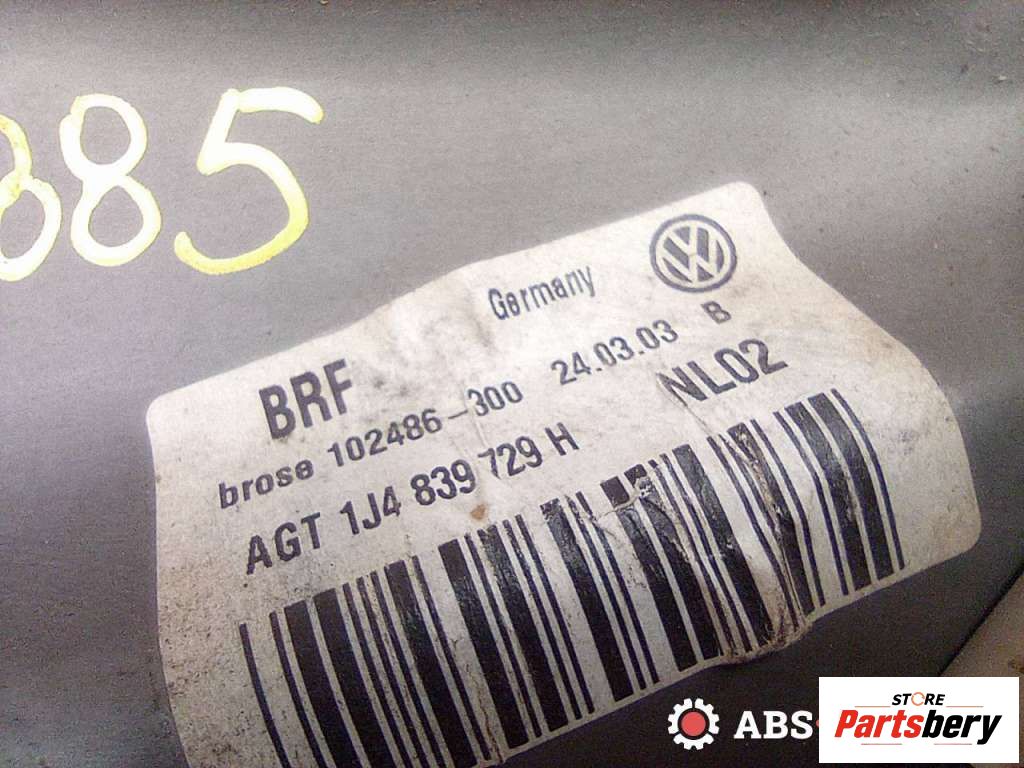 885
Germany
BRF
brose 102486-300 24.03.03 B
AGT 1J4 839 729 H NL02
ABS
STORE
Partsbery